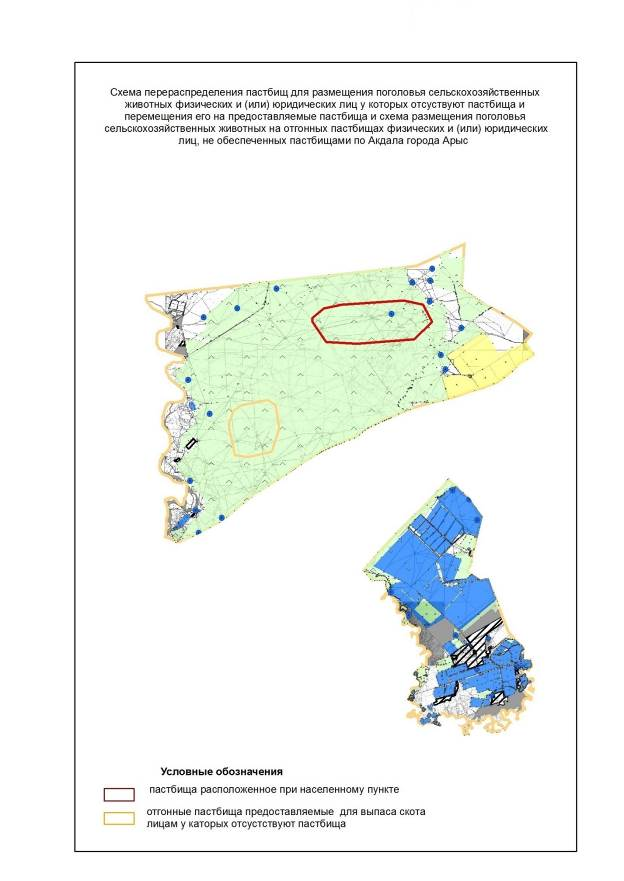 Схема перераспределения пастбищ для размещения поголовья сельскохозяйственных
животных физических и (или) юридических лиц у которых отсуствуют пастбища и
перемещения его на предоставляемые пастбища и схема размещения поголовья
сельскохозяйственных животных на отгонных пастбищах физических и (или) юридических
лиц, не обеспеченных пастбищами по Акдала города Арыс
Условные обозначения
пастбища расположенное при населенному пункте
отгонные пастбища предоставляемые для выпаса скота
лицам у каторых отсустствуют пастбища